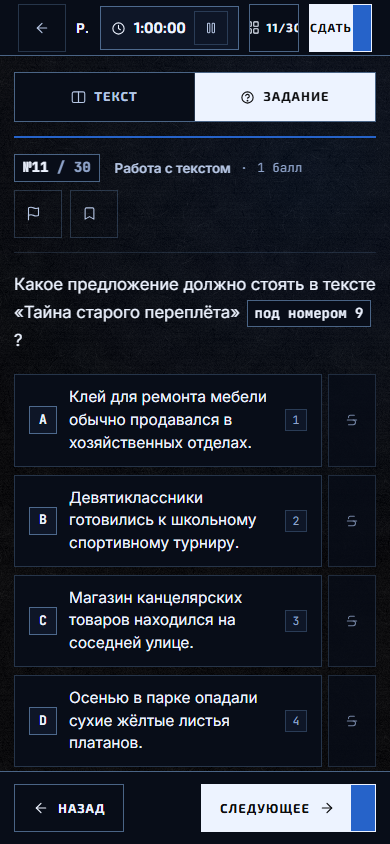 Р.
1:00:00
11/30
СДАТЬ
ТЕКСТ
ЗАДАНИЕ
№11 / 30
Работа с текстом · 1 балл
Какое предложение должно стоять в тексте
«Тайна старого переплёта» под номером 9
?
A
Клей для ремонта мебели
обычно продавался в
хозяйственных отделах.
1
B
Девятиклассники
готовились к школьному
спортивному турниру.
2
C
Магазин канцелярских
товаров находился на
соседней улице.
3
D
Осенью в парке опадали
сухие жёлтые листья
платанов.
4
НАЗАД
СЛЕДУЮЩЕЕ